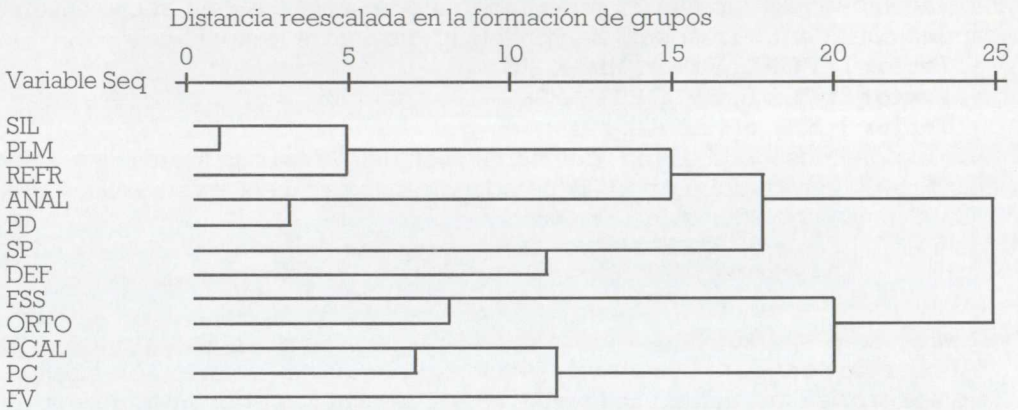 Distancia reescalada en la formación de grupos
0 5 10 15 20 25
Variable Seq
SIL
PLM
REFR
ANAL
PD
SP
DEF
FSS
ORTO
PCAL
PC
FV